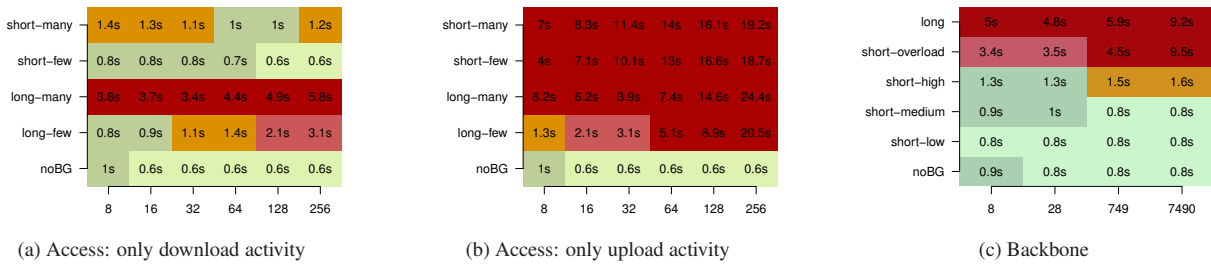 short−many 1.4s 1.3s 1.1s 1s 1s 1.2s
short−few 0.8s 0.8s 0.8s 0.7s 0.6s 0.6s
long−many 3.8s 3.7s 3.4s 4.4s 4.9s 5.8s
long−few 0.8s 0.9s 1.1s 1.4s 2.1s 3.1s
noBG 1s 0.6s 0.6s 0.6s 0.6s 0.6s
8 16 32 64 128 256
(a) Access: only download activity
short−many 7s 8.3s 11.4s 14s 16.1s 19.2s
short−few 4s 7.1s 10.1s 13s 16.6s 18.7s
long−many 8.2s 6.2s 3.9s 7.4s 14.6s 24.4s
long−few 1.3s 2.1s 3.1s 5.1s 8.9s 20.5s
noBG 1s 0.6s 0.6s 0.6s 0.6s 0.6s
8 16 32 64 128 256
(b) Access: only upload activity
long 5s 4.8s 5.9s 9.2s
short−overload 3.4s 3.5s 4.5s 9.5s
short−high 1.3s 1.3s 1.5s 1.6s
short−medium 0.9s 1s 0.8s 0.8s
short−low 0.8s 0.8s 0.8s 0.8s
noBG 0.9s 0.8s 0.8s 0.8s
8 28 749 7490
(c) Backbone